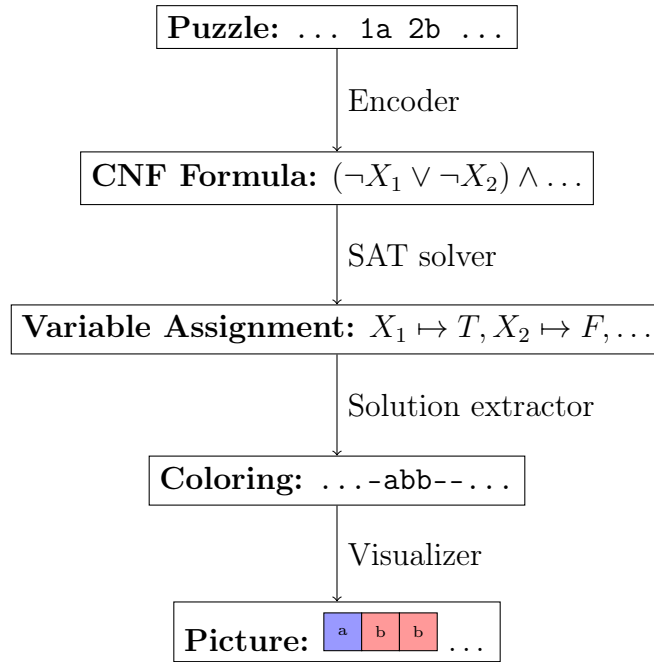 Puzzle: ... 1a 2b ...
Encoder
CNF Formula: (¬X₁ ∨ ¬X₂) ∧ ...
SAT solver
Variable Assignment: X₁ ↦ T, X₂ ↦ F, ...
Solution extractor
Coloring: ...-abb--...
Visualizer
Picture: a b b ...